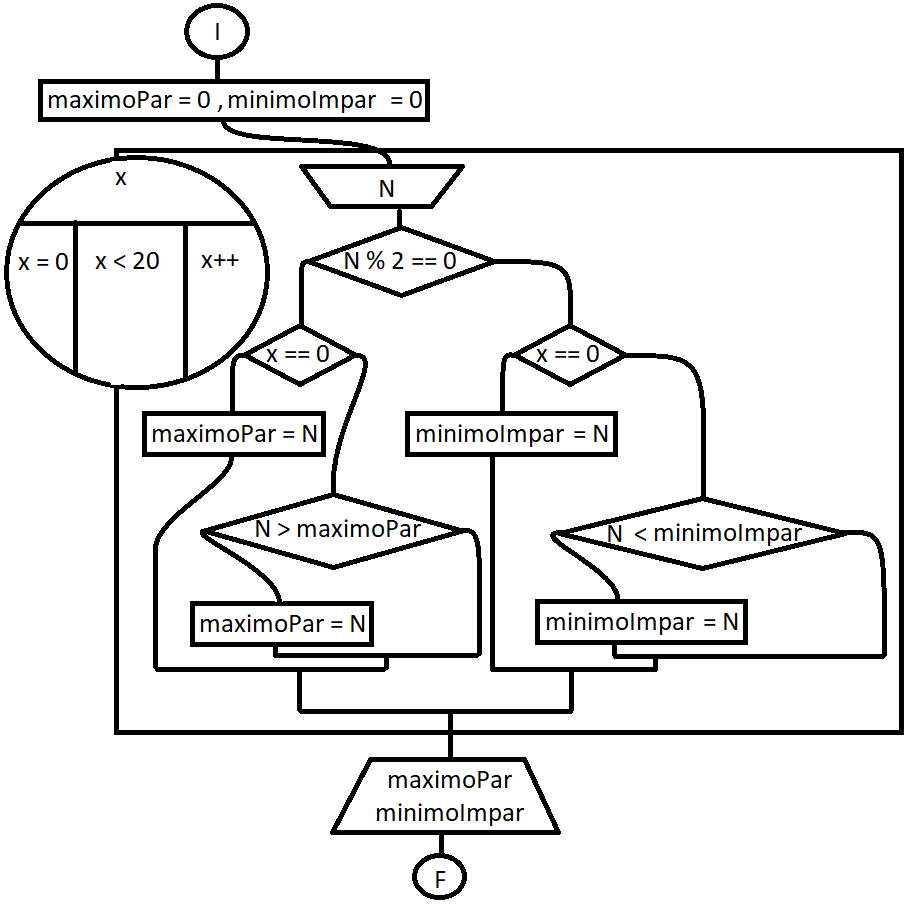 I
maximoPar = 0 , minimoImpar = 0
x
x = 0
x < 20
x++
N
N % 2 == 0
x == 0
x == 0
maximoPar = N
minimoImpar = N
N > maximoPar
N < minimoImpar
maximoPar = N
minimoImpar = N
maximoPar
minimoImpar
F